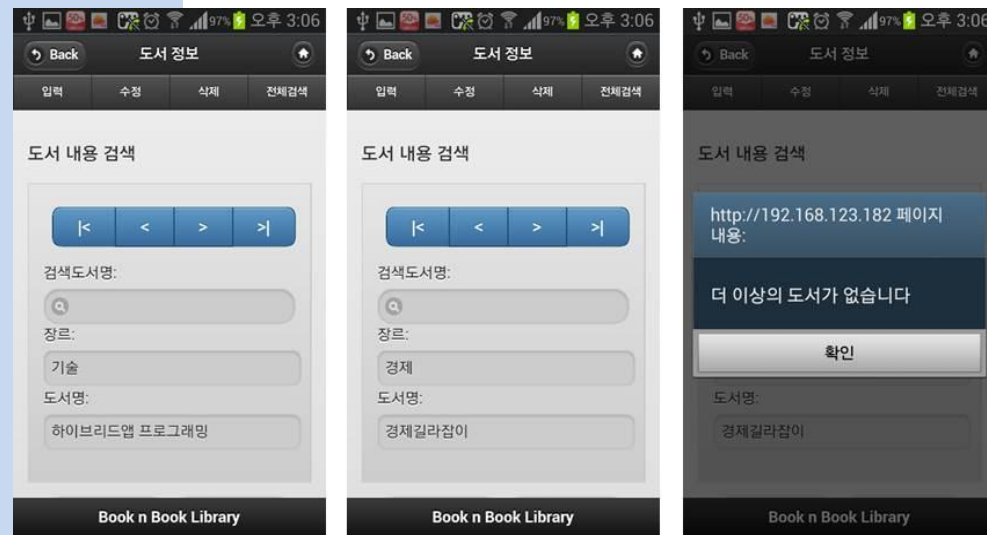 97% 오후 3:06
Back 도서 정보
입력 수정 삭제 전체검색
도서 내용 검색
|< < > >|
검색도서명:
장르:
기술
도서명:
하이브리드앱 프로그래밍
Book n Book Library
97% 오후 3:06
Back 도서 정보
입력 수정 삭제 전체검색
도서 내용 검색
|< < > >|
검색도서명:
장르:
경제
도서명:
경제길라잡이
Book n Book Library
97% 오후 3:06
Back 도서 정보
입력 수정 삭제 전체검색
도서 내용 검색
http://192.168.123.182 페이지
내용:
더 이상의 도서가 없습니다
확인
도서명:
경제길라잡이
Book n Book Library